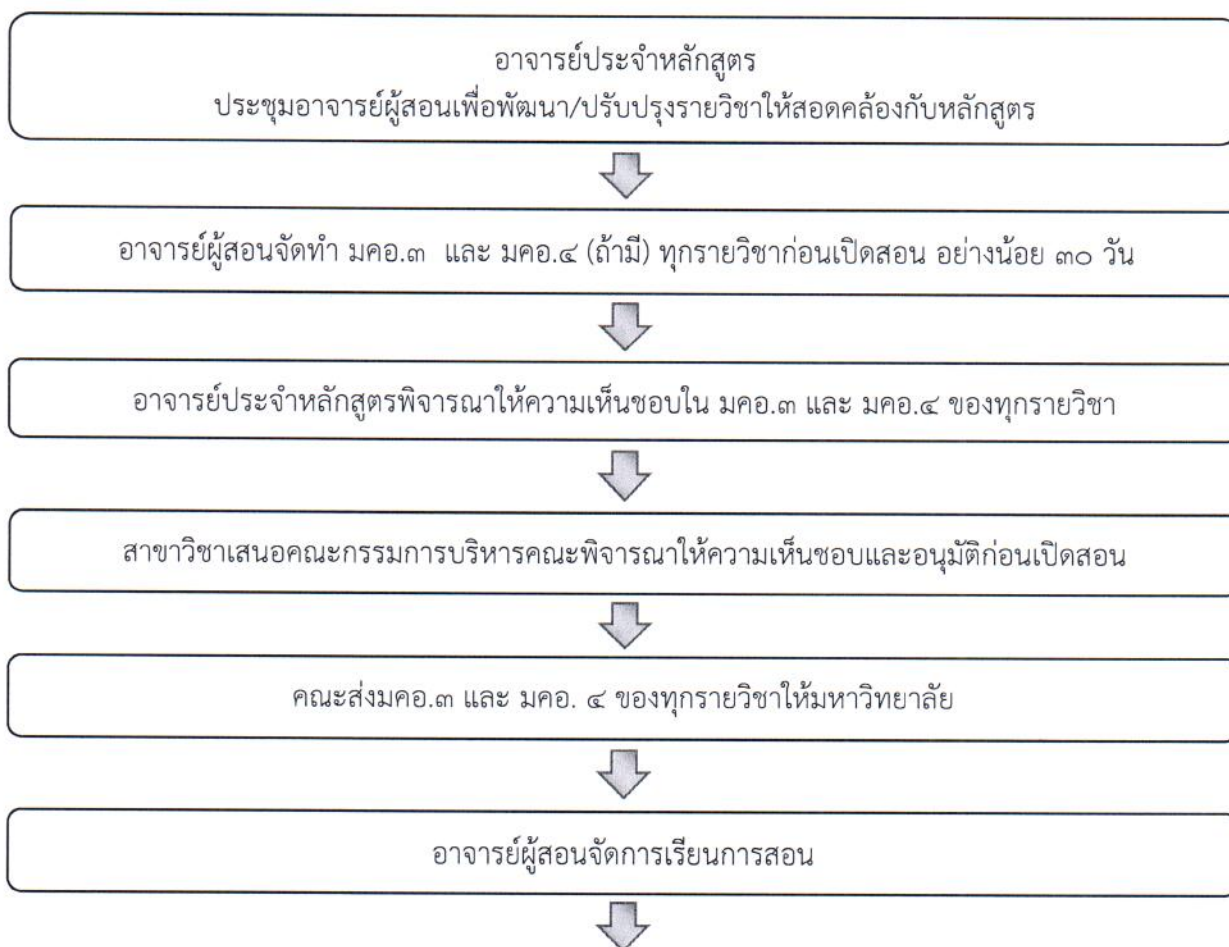 อาจารย์ประจำหลักสูตร
ประชุมอาจารย์ผู้สอนเพื่อพัฒนา/ปรับปรุงรายวิชาให้สอดคล้องกับหลักสูตร
อาจารย์ผู้สอนจัดทำ มคอ.๓ และ มคอ.๔ (ถ้ามี) ทุกรายวิชาก่อนเปิดสอน อย่างน้อย ๓๐ วัน
อาจารย์ประจำหลักสูตรพิจารณาให้ความเห็นชอบใน มคอ.๓ และ มคอ.๔ ของทุกรายวิชา
สาขาวิชาเสนอคณะกรรมการบริหารคณะพิจารณาให้ความเห็นชอบและอนุมัติก่อนเปิดสอน
คณะส่งมคอ.๓ และ มคอ. ๔ ของทุกรายวิชาให้มหาวิทยาลัย
อาจารย์ผู้สอนจัดการเรียนการสอน